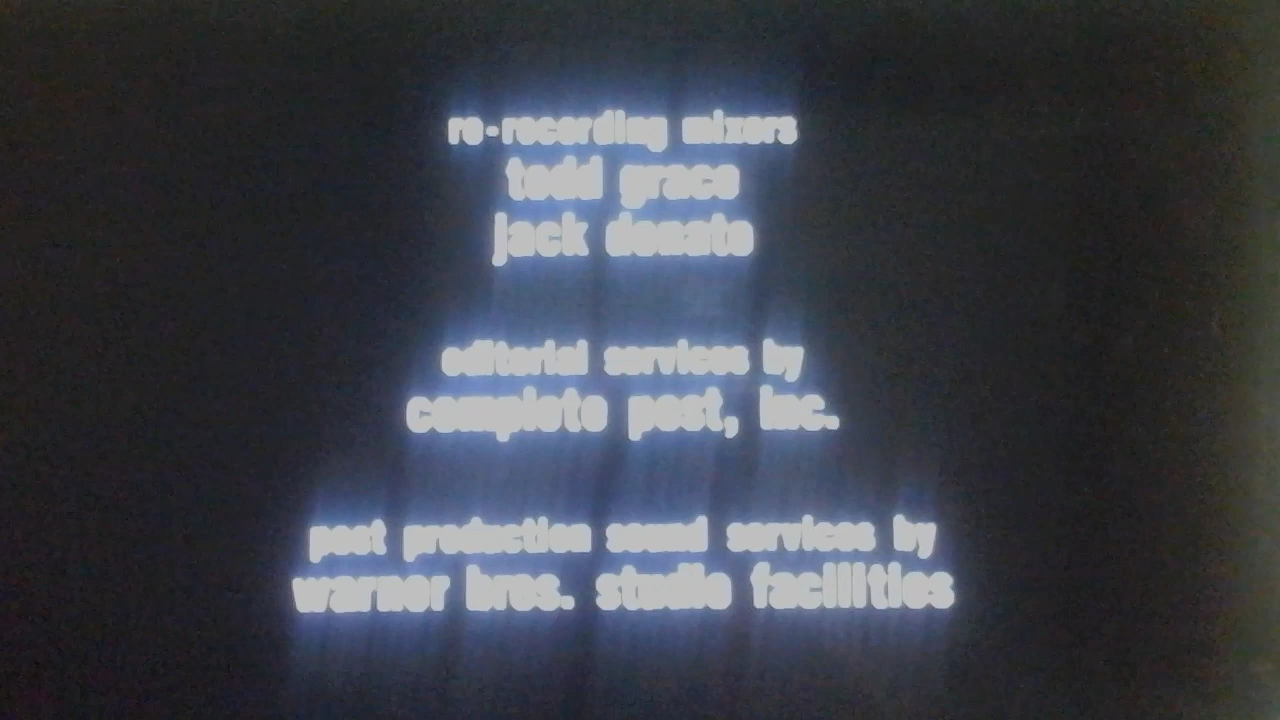 re-recording mixers
todd grace
jack donato
editorial services by
complete post, inc.
post production sound services by
warner bros. studio facilities